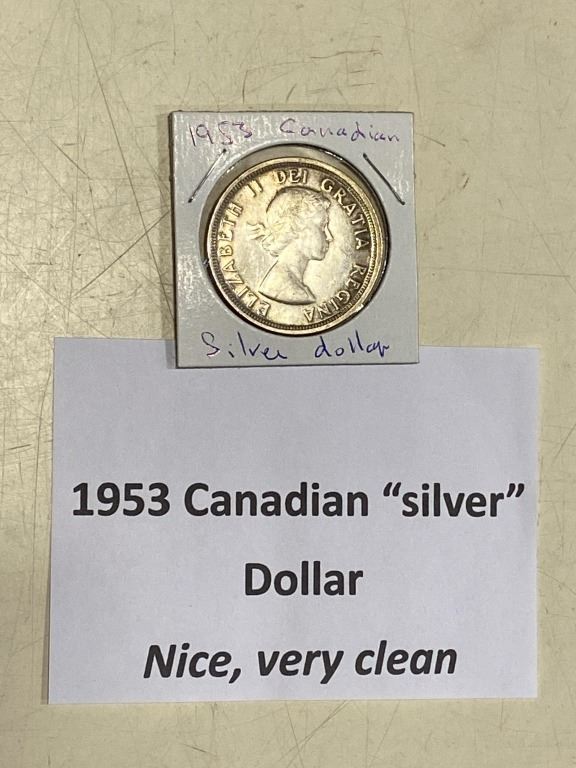 1953 Canadian
ELIZABETH II DEI GRATIA REGINA
Silver dollar
1953 Canadian “silver”
Dollar
Nice, very clean